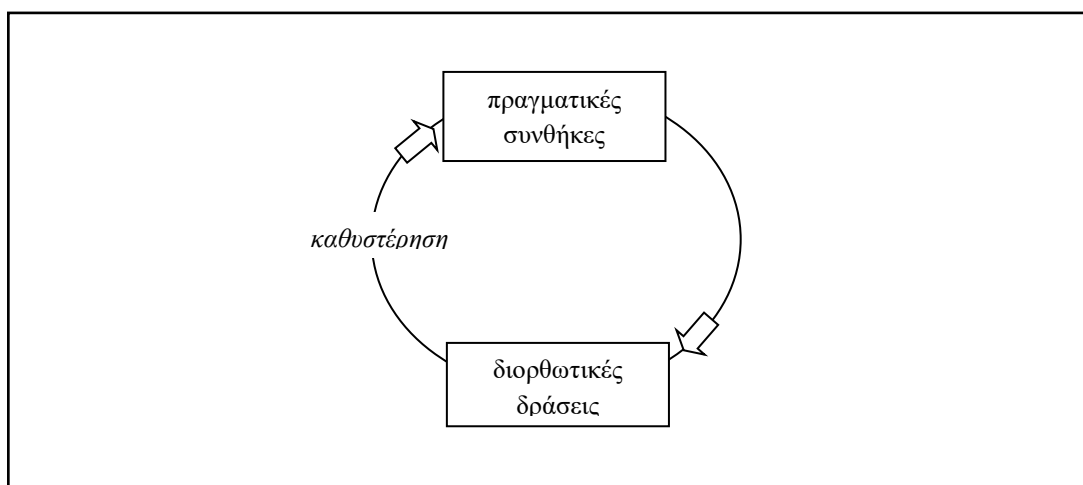 πραγματικές
συνθήκες
καθυστέρηση
διορθωτικές
δράσεις